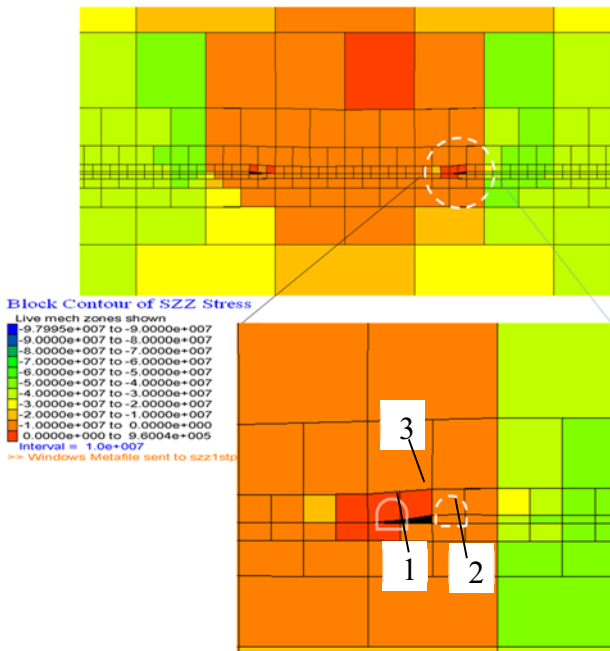 Block Contour of SZZ Stress
Live mech zones shown
-9.7995e+007 to -9.0000e+007
-9.0000e+007 to -8.0000e+007
-8.0000e+007 to -7.0000e+007
-7.0000e+007 to -6.0000e+007
-6.0000e+007 to -5.0000e+007
-5.0000e+007 to -4.0000e+007
-4.0000e+007 to -3.0000e+007
-3.0000e+007 to -2.0000e+007
-2.0000e+007 to -1.0000e+007
-1.0000e+007 to 0.0000e+000
0.0000e+000 to 9.6004e+005
Interval = 1.0e+007
>> Windows Metafile sent to szz1stp
3
1
2